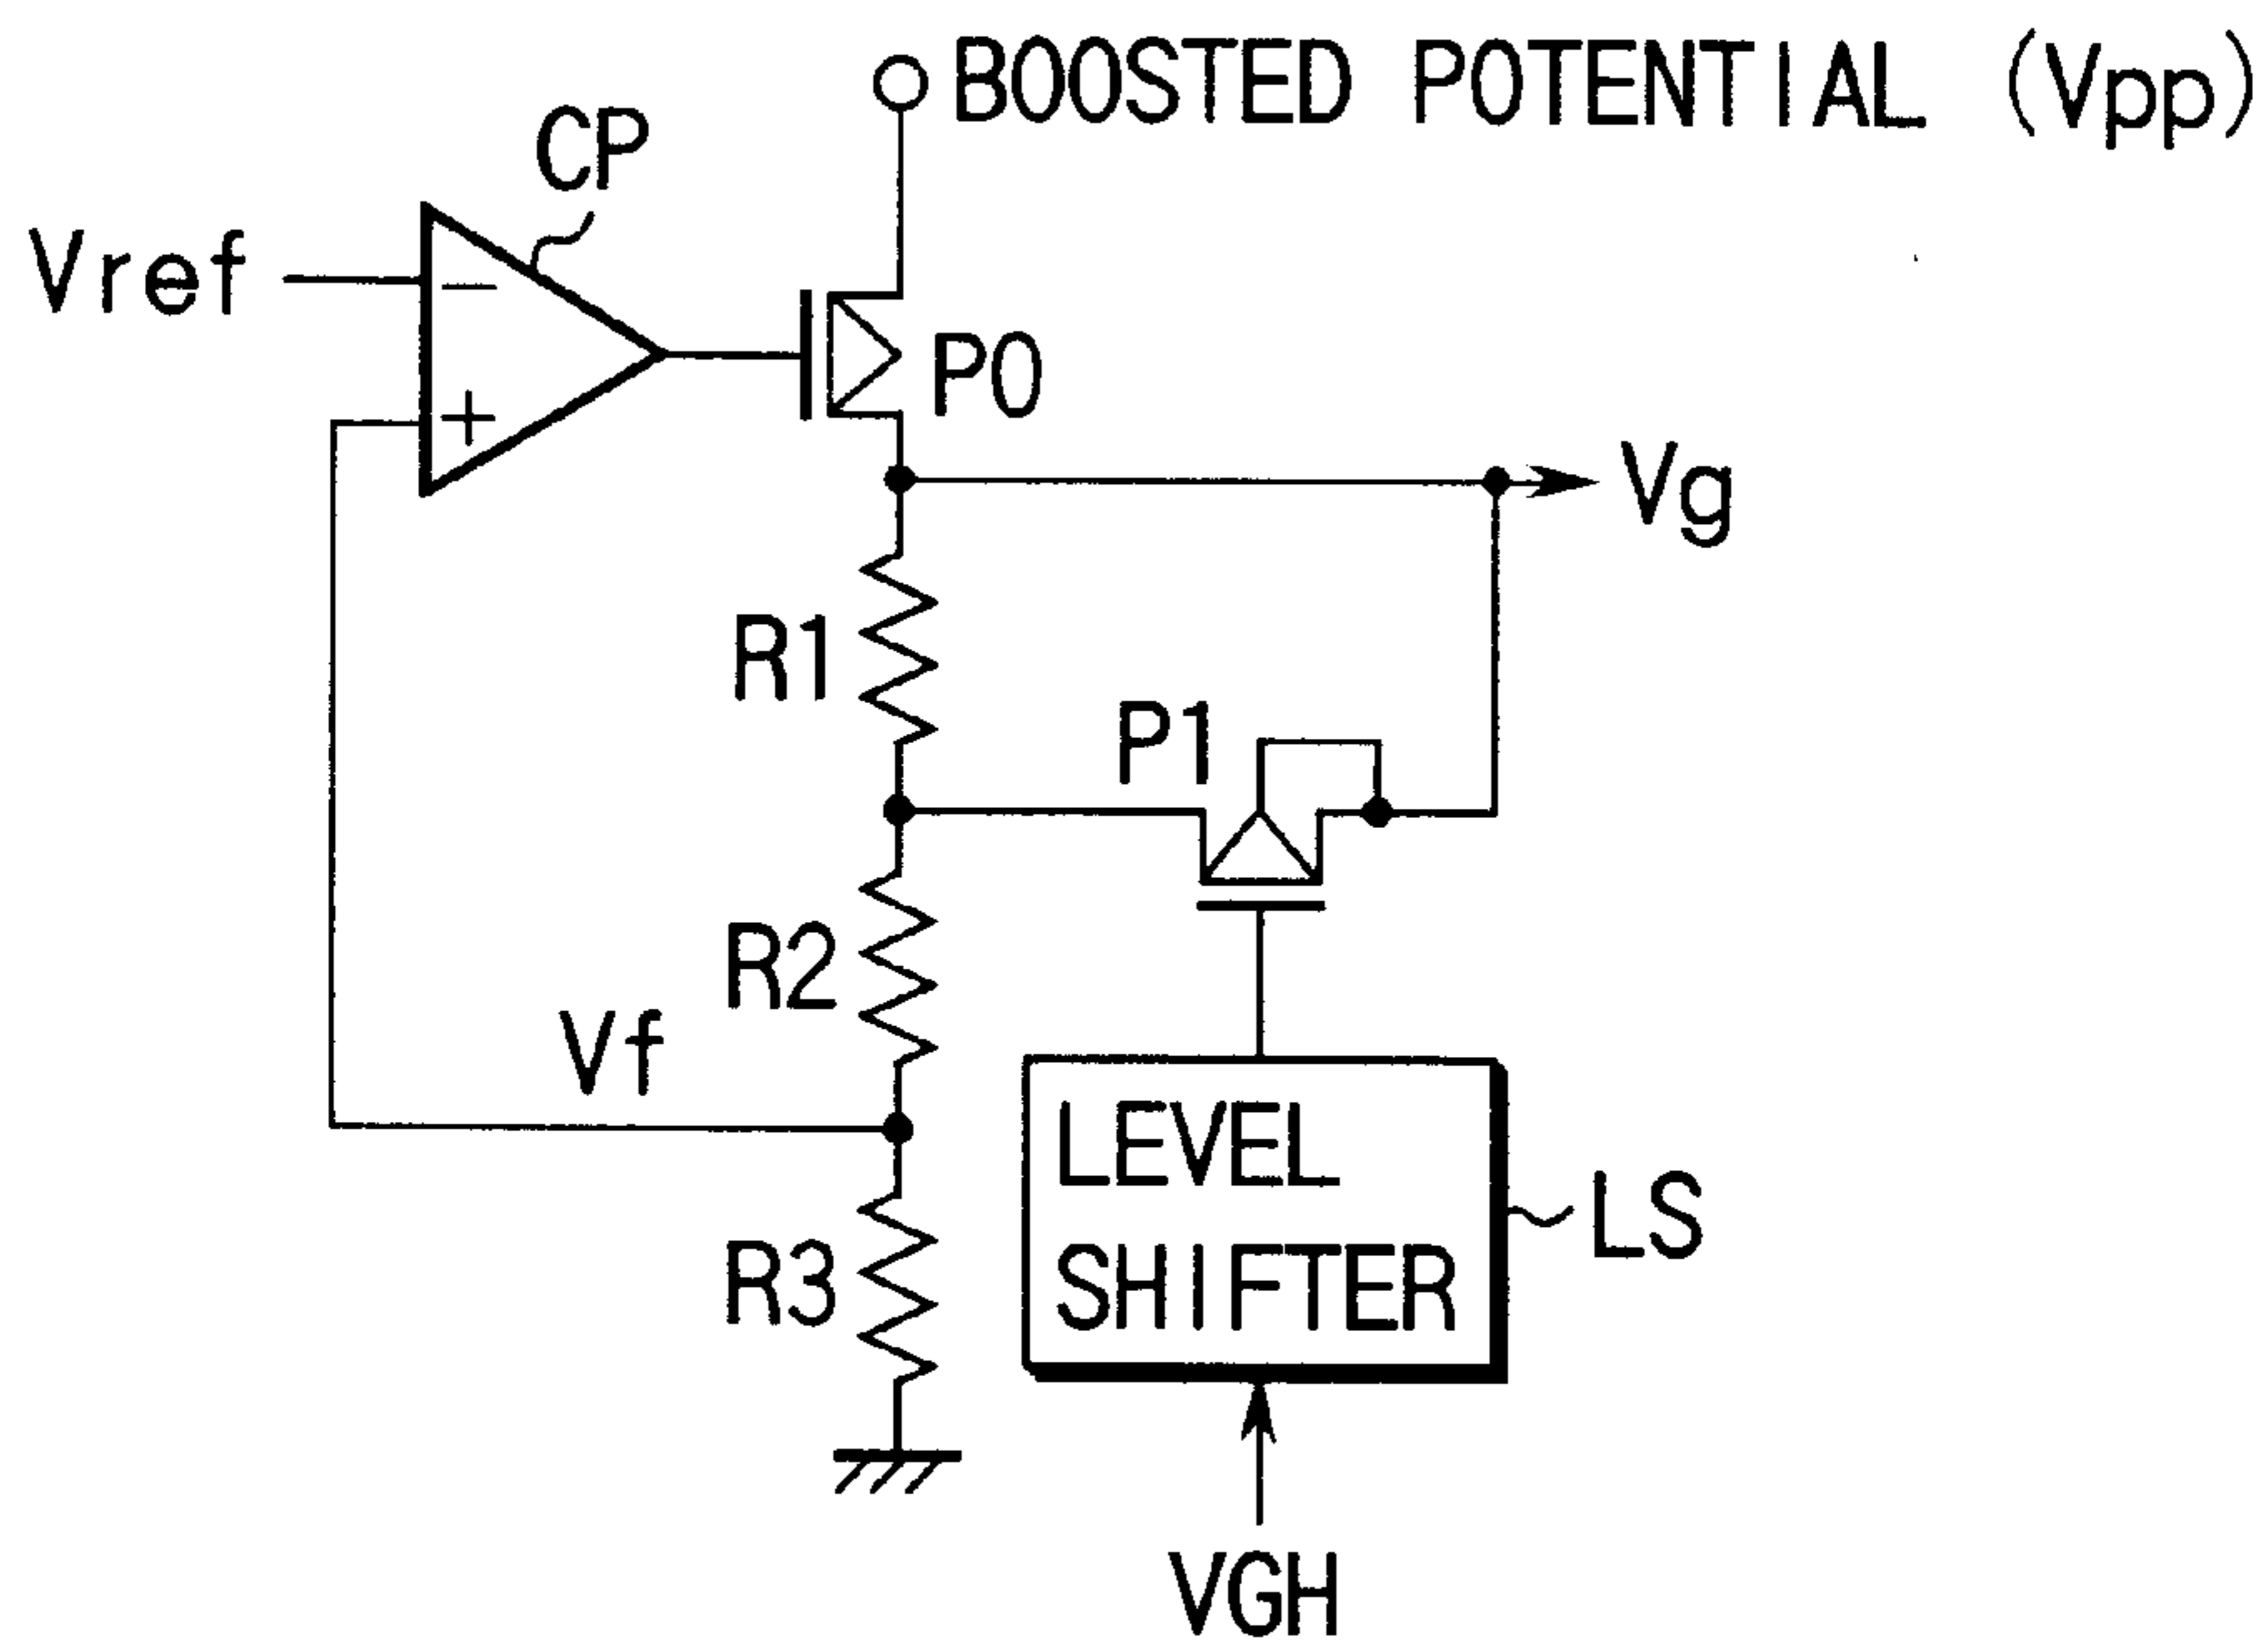 BOOSTED POTENTIAL (Vpp)
CP
Vref
−
+
P0
Vg
R1
P1
R2
Vf
LEVEL
SHIFTER
LS
R3
VGH